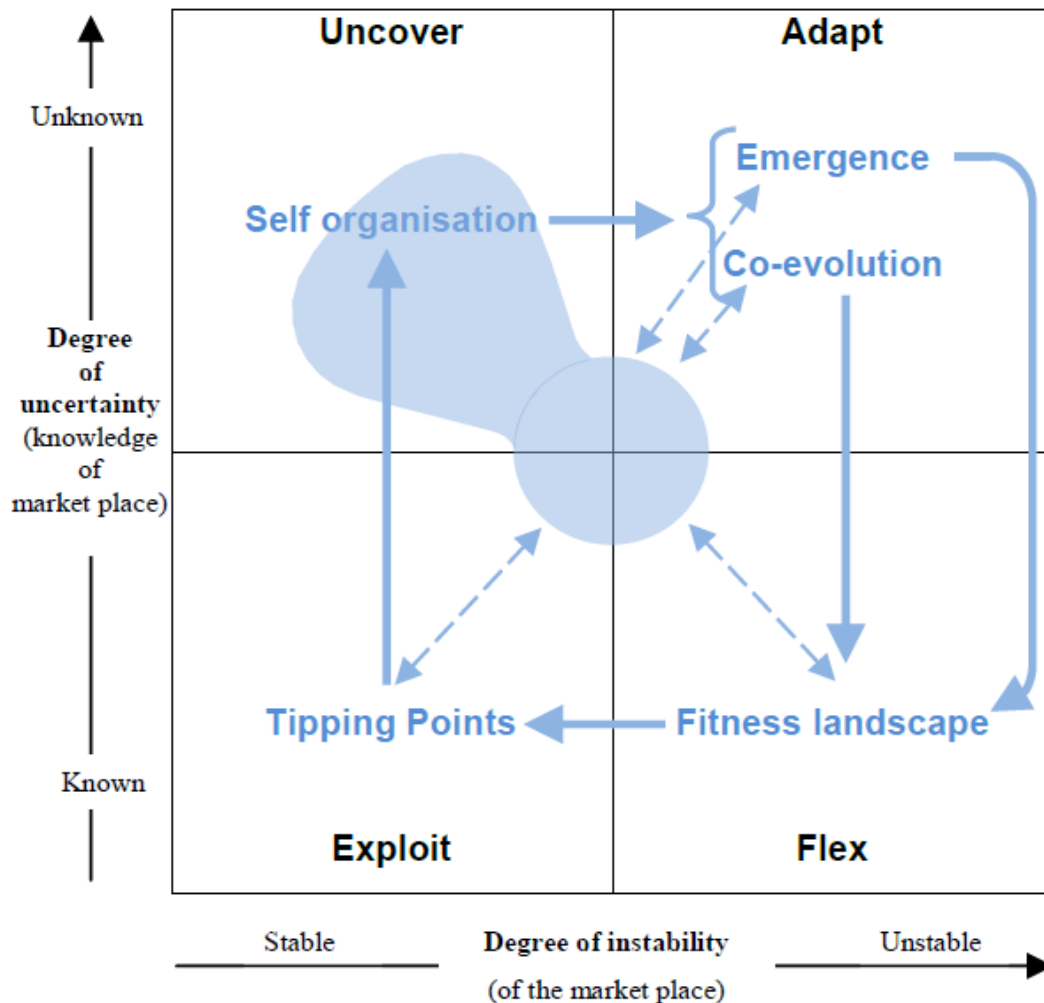 Uncover
Adapt
Unknown
Emergence
Self organisation
Co-evolution
Degree
of
uncertainty
(knowledge
of
market place)
Tipping Points
Fitness landscape
Known
Exploit
Flex
Stable
Degree of instability
Unstable
(of the market place)